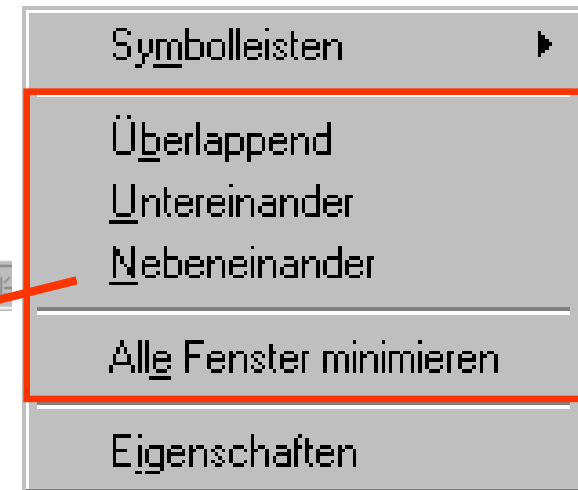 Symbolleisten
Überlappend
Untereinander
Nebeneinander
Alle Fenster minimieren
Eigenschaften